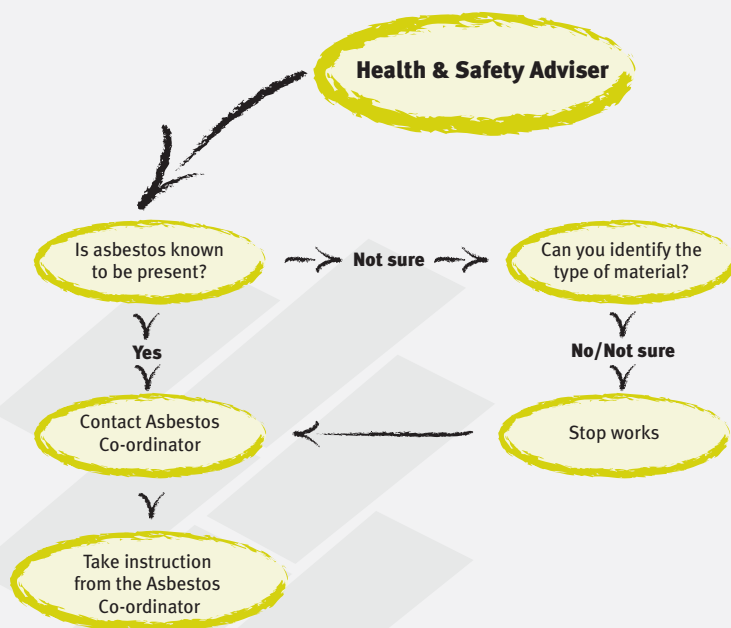 Health & Safety Adviser
Is asbestos known
to be present?
Not sure
Can you identify the
type of material?
Yes
No/Not sure
Contact Asbestos
Co-ordinator
Stop works
Take instruction
from the Asbestos
Co-ordinator